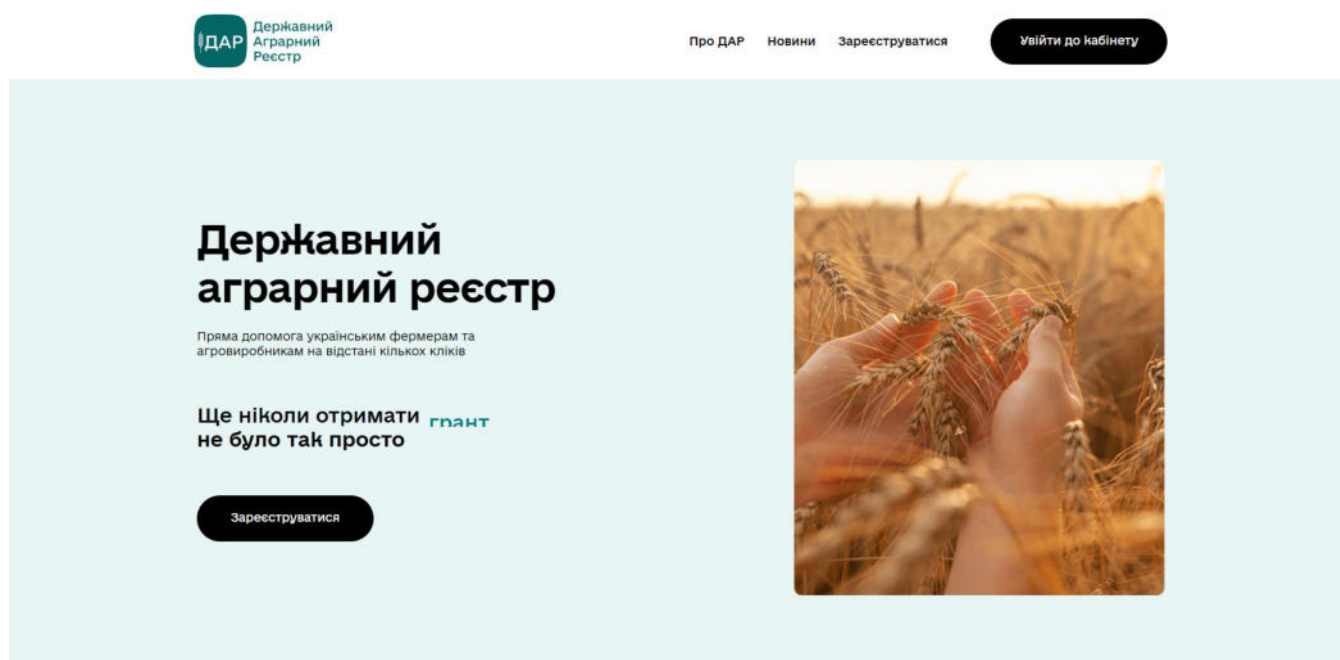 ДАР
Державний
Аграрний
Реєстр
Про ДАР
Новини
Зареєструватися
Увійти до кабінету
Державний
аграрний реєстр
Пряма допомога українським фермерам та
агровиробникам на відстані кількох кліків
Ще ніколи отримати грант
не було так просто
Зареєструватися